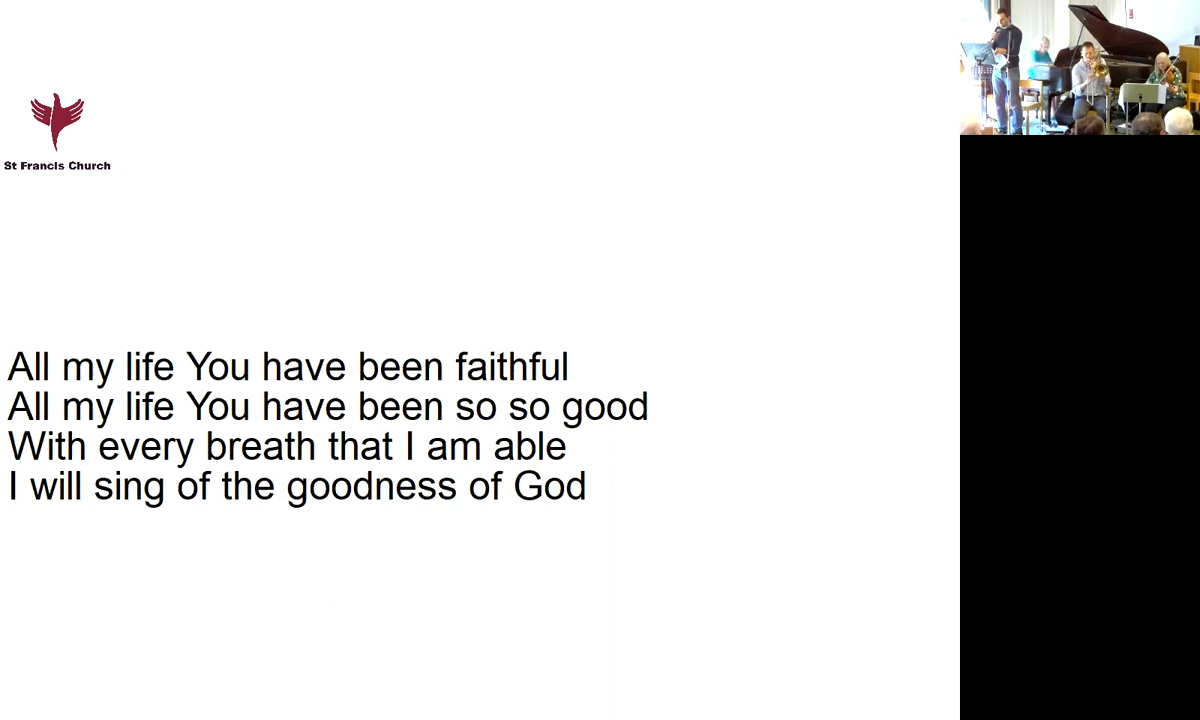 St Francis Church
All my life You have been faithful
All my life You have been so so good
With every breath that I am able
I will sing of the goodness of God